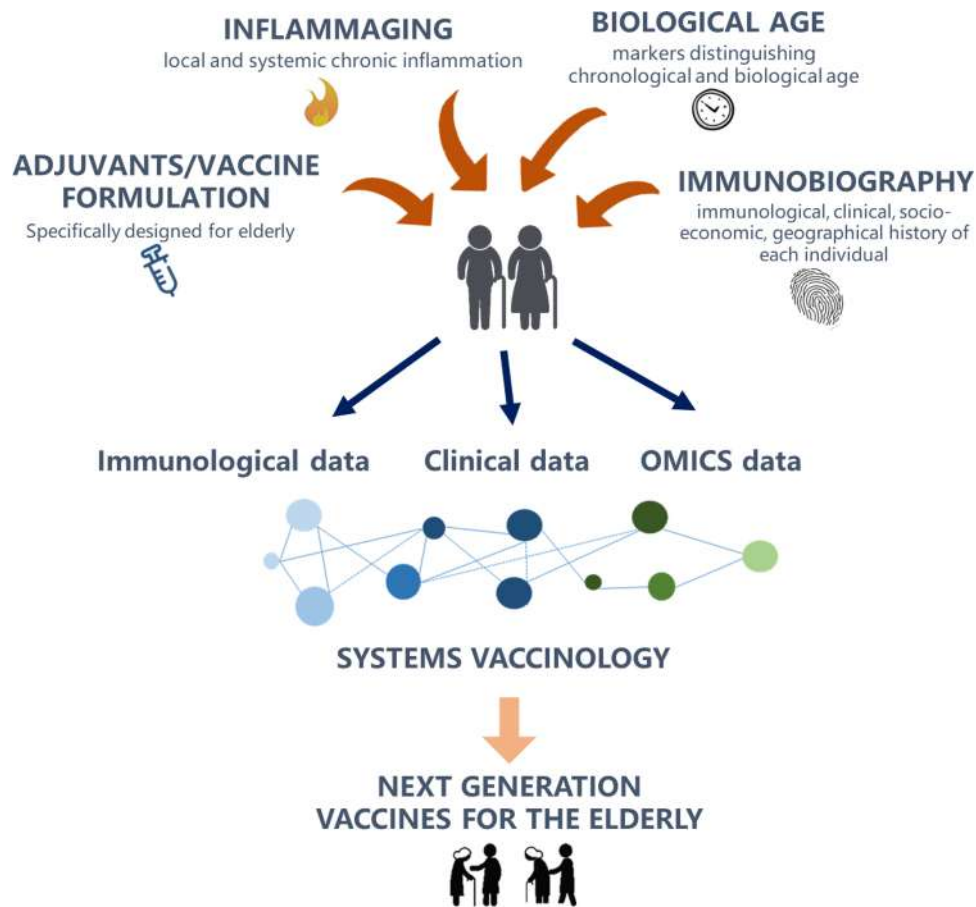 INFLAMMAGING
local and systemic chronic inflammation
BIOLOGICAL AGE
markers distinguishing
chronological and biological age
ADJUVANTS/VACCINE
FORMULATION
Specifically designed for elderly
IMMUNOBIOGRAPHY
immunological, clinical, socio-
economic, geographical history of
each individual
Immunological data
Clinical data
OMICS data
SYSTEMS VACCINOLOGY
NEXT GENERATION
VACCINES FOR THE ELDERLY